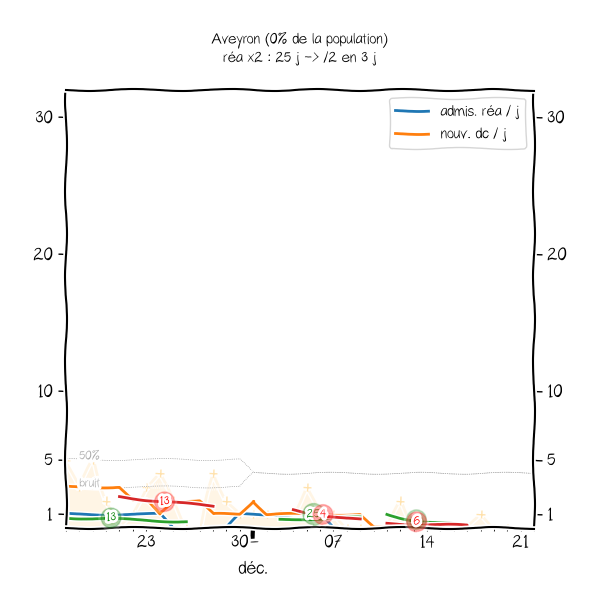 Aveyron (0% de la population)
réa x2 : 25 j -> /2 en 3 j
admis. réa / j
nouv. dc / j
30 30
20 20
10 10
5 50% 5
bruit
1 13 13 4 6 1
23 30 07 14 21
déc.